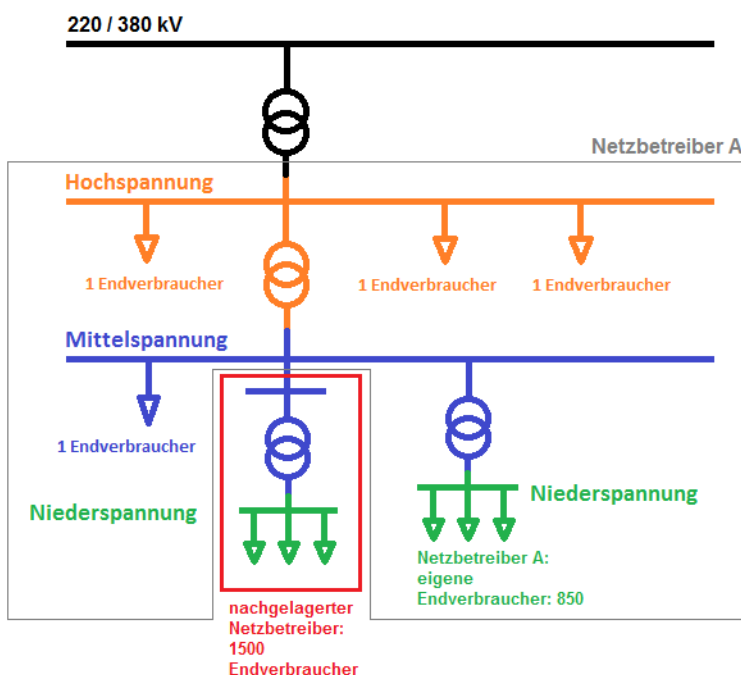 220 / 380 kV
Netzbetreiber A
Hochspannung
1 Endverbraucher
1 Endverbraucher
1 Endverbraucher
Mittelspannung
1 Endverbraucher
Niederspannung
Niederspannung
Netzbetreiber A:
eigene
Endverbraucher: 850
nachgelagerter
Netzbetreiber:
1500
Endverbraucher